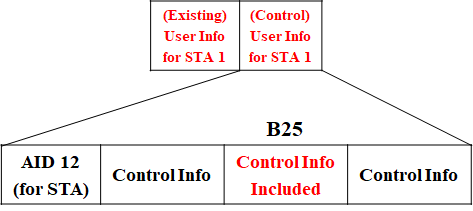 (Existing) (Control)
User Info User Info
for STA 1 for STA 1
B25
AID 12 Control Info Control Info Control Info
(for STA) Included